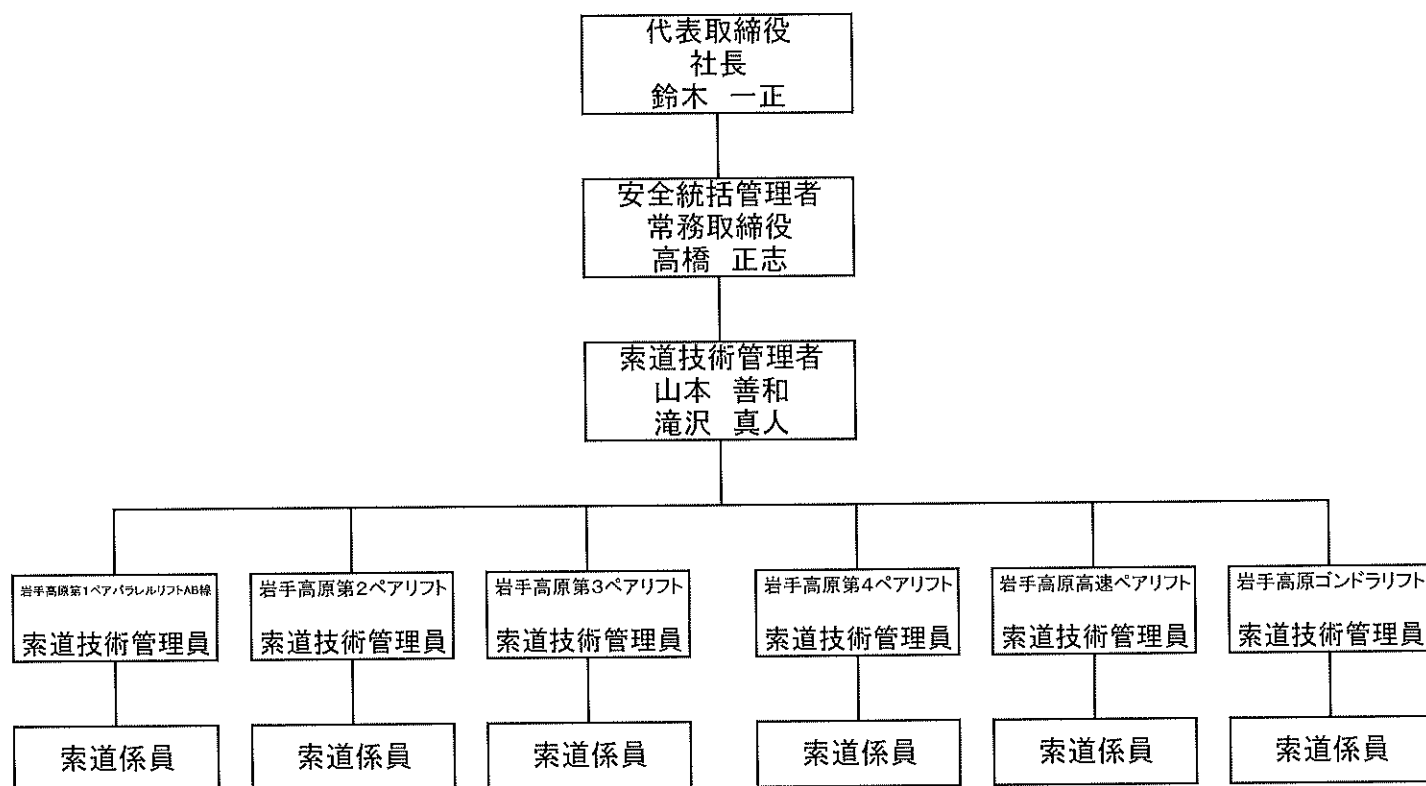 代表取締役
社長
鈴木 一正
安全統括管理者
常務取締役
高橋 正志
索道技術管理者
山本 善和
滝沢 真人
岩手高原第1ペアパラレルリフトAB線
索道技術管理員
岩手高原第2ペアリフト
索道技術管理員
岩手高原第3ペアリフト
索道技術管理員
岩手高原第4ペアリフト
索道技術管理員
岩手高原高速ペアリフト
索道技術管理員
岩手高原ゴンドラリフト
索道技術管理員
索道係員
索道係員
索道係員
索道係員
索道係員
索道係員